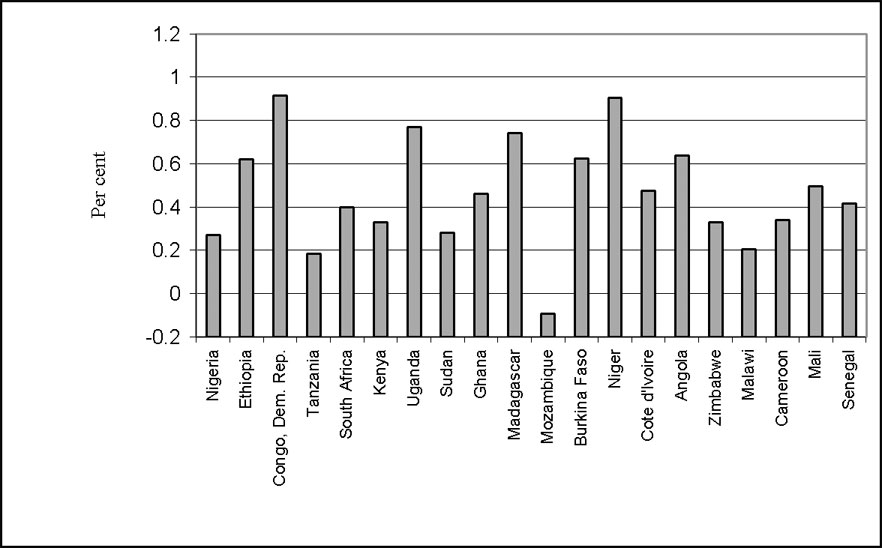 Per cent
1.2
1
0.8
0.6
0.4
0.2
0
-0.2
Nigeria
Ethiopia
Congo, Dem. Rep.
Tanzania
South Africa
Kenya
Uganda
Sudan
Ghana
Madagascar
Mozambique
Burkina Faso
Niger
Cote d'Ivoire
Angola
Zimbabwe
Malawi
Cameroon
Mali
Senegal